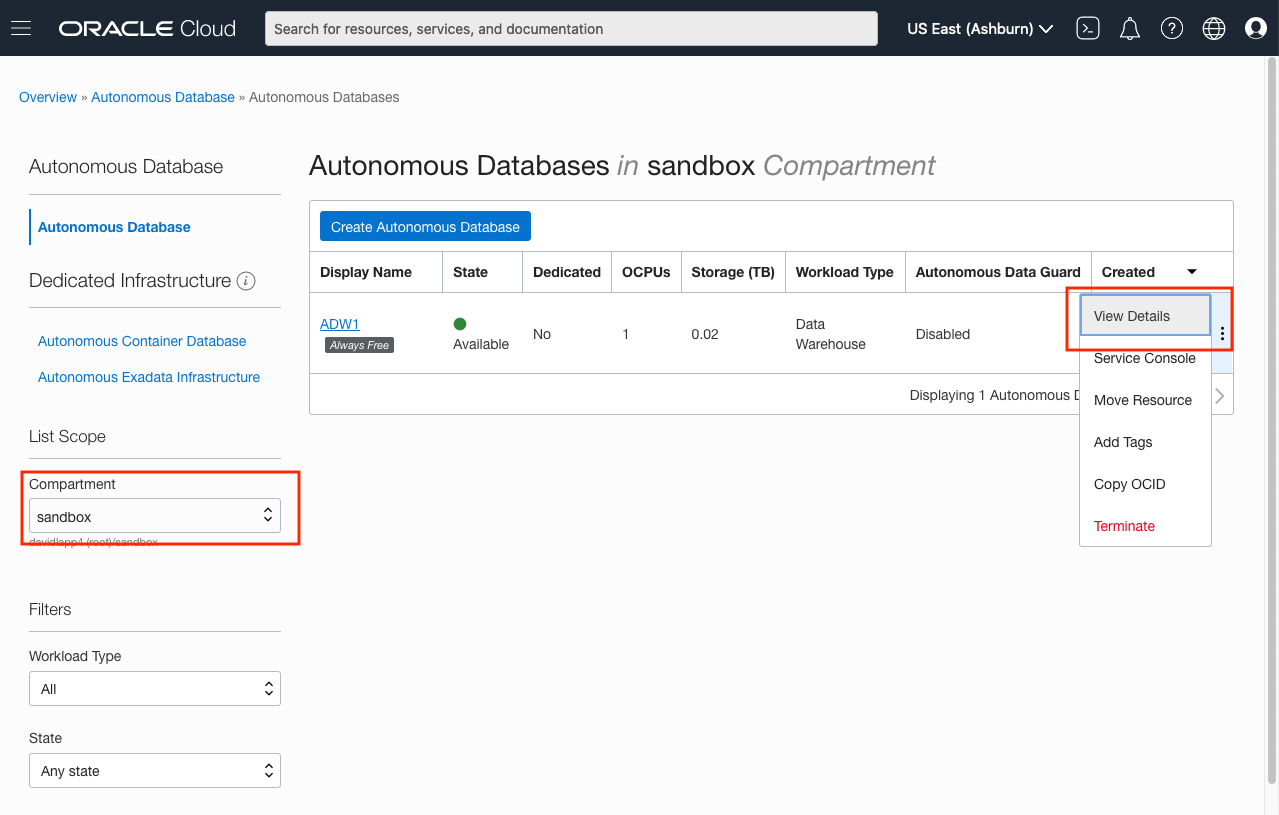 ORACLE Cloud
Search for resources, services, and documentation
US East (Ashburn)
Overview » Autonomous Database » Autonomous Databases
Autonomous Database
Autonomous Database
Dedicated Infrastructure
Autonomous Container Database
Autonomous Exadata Infrastructure
List Scope
Compartment
sandbox
davidlapp4 (root)/sandbox
Filters
Workload Type
All
State
Any state
Autonomous Databases in sandbox Compartment
Create Autonomous Database
Display Name State Dedicated OCPUs Storage (TB) Workload Type Autonomous Data Guard Created
ADW1
Always Free
Available
No
1
0.02
Data
Warehouse
Disabled
Displaying 1 Autonomous
View Details
Service Console
Move Resource
Add Tags
Copy OCID
Terminate